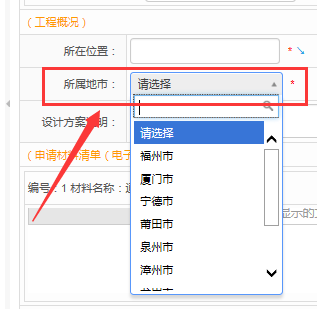 ( 工程概况 )
所在位置： *
所属地市： 请选择 *
设计方案 明：
请选择
福州市
厦门市
宁德市
莆田市
泉州市
漳州市
( 申请材 清单 ( 电子
编号：1 材料名称：
显示的